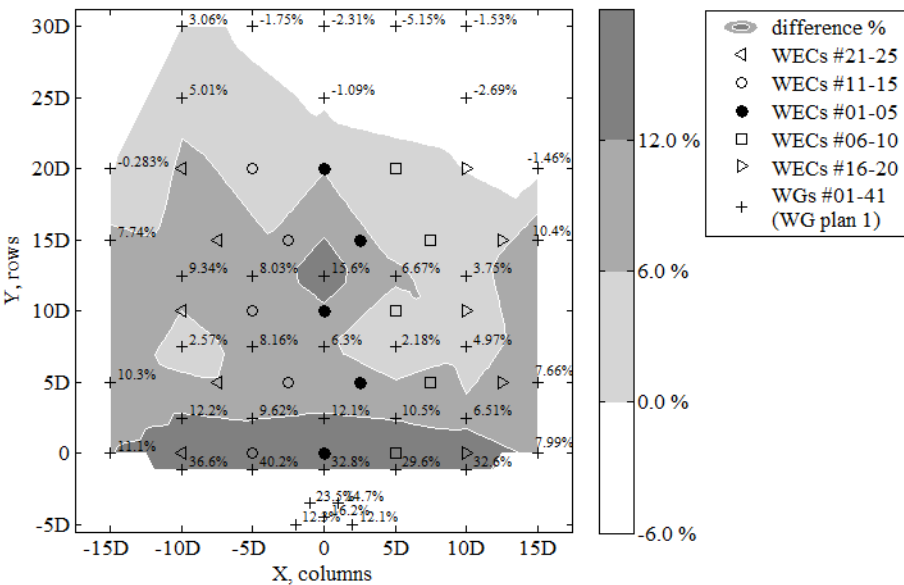 30D
3.06% -1.75% -2.31% -5.15% -1.53%
25D
5.01% -1.09% -2.69%
20D
-0.283% -1.46%
15D
7.74% 10.4%
9.34% 8.03% 15.6% 6.67% 3.75%
10D
2.57% 8.16% 6.3% 2.18% 4.97%
5D
10.3% 7.66%
12.2% 9.62% 12.1% 10.5% 6.51%
0
11.1% 7.99%
36.6% 40.2% 32.8% 29.6% 32.6%
23.5% 14.7%
16.2%
-5D
12.3% 12.1%
-15D -10D -5D 0 5D 10D 15D
X, columns
Y, rows
12.0 %
6.0 %
0.0 %
-6.0 %
difference %
WECs #21-25
WECs #11-15
WECs #01-05
WECs #06-10
WECs #16-20
WGs #01-41
(WG plan 1)